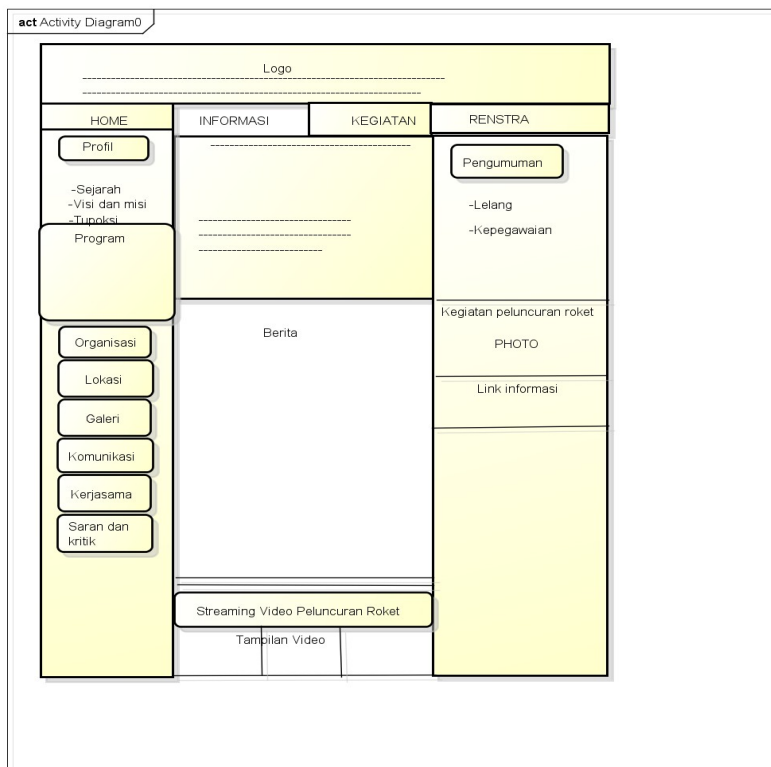 act Activity Diagram0
Logo
HOME
INFORMASI
KEGIATAN
RENSTRA
Profil
-Sejarah
-Visi dan misi
-Tupoksi
Program
Organisasi
Lokasi
Galeri
Komunikasi
Kerjasama
Saran dan
kritik
Berita
Streaming Video Peluncuran Roket
Tampilan Video
Pengumuman
-Lelang
-Kepegawaian
Kegiatan peluncuran roket
PHOTO
Link informasi